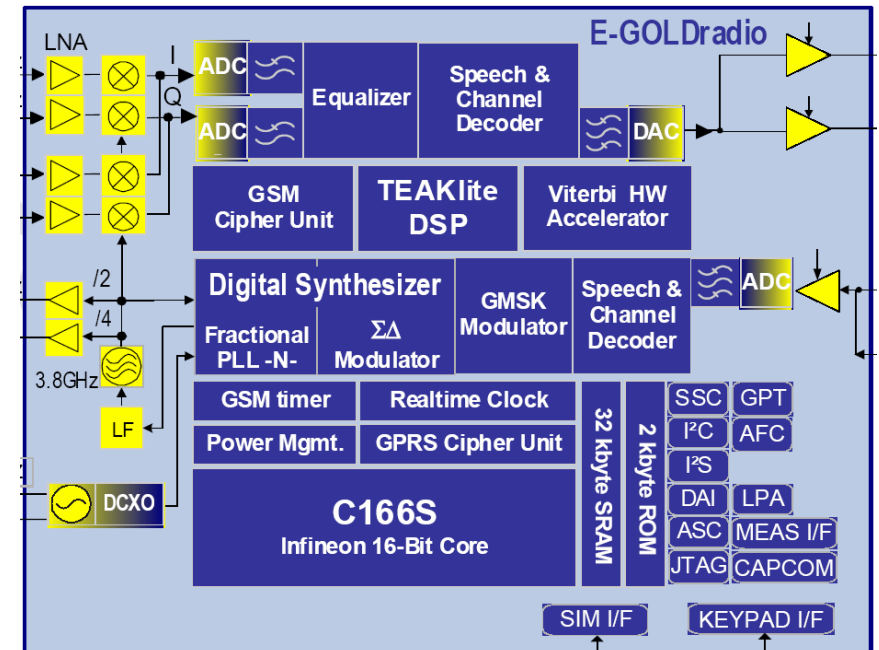 E-GOLDradio
LNA
I
Q
ADC
ADC
Equalizer
Speech &
Channel
Decoder
DAC
GSM
Cipher Unit
TEAKlite
DSP
Viterbi HW
Accelerator
/2
/4
3.8GHz
LF
DCXO
Digital Synthesizer
Fractional
PLL -N-
ΣΔ
Modulator
GMSK
Modulator
Speech &
Channel
Decoder
ADC
GSM timer
Realtime Clock
Power Mgmt.
GPRS Cipher Unit
C166S
Infineon 16-Bit Core
32 kbyte SRAM
2 kbyte ROM
SSC
GPT
I²C
AFC
I²S
DAI
LPA
ASC
MEAS I/F
JTAG
CAPCOM
SIM I/F
KEYPAD I/F